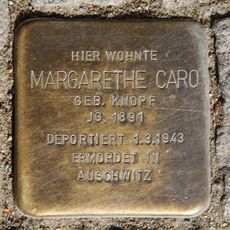 HIER WOHNTE
MARGARETHE CARO
GEB. KNOPF
JG. 1891
DEPORTIERT 1.3.1943
ERMORDET IN
AUSCHWITZ